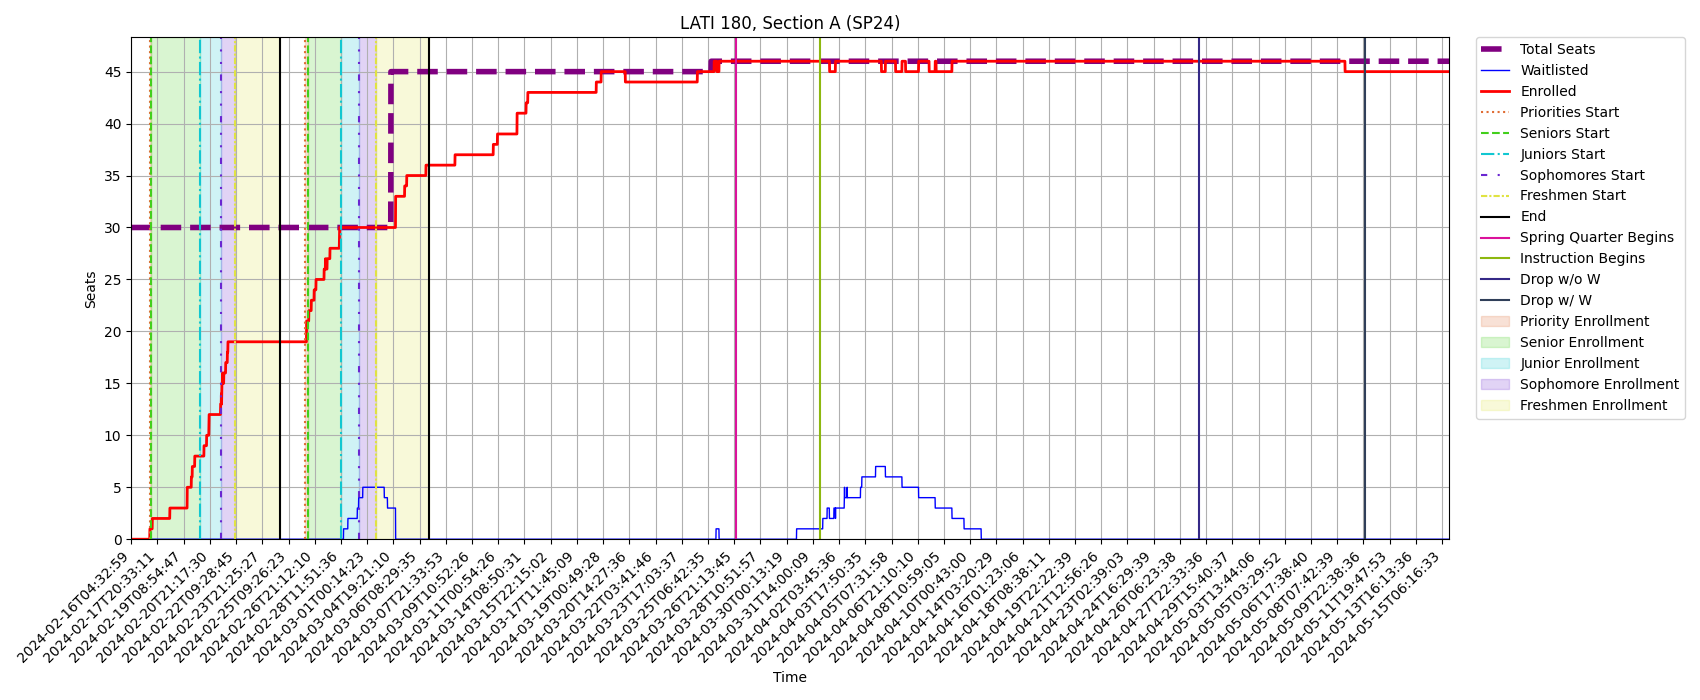 LATI 180, Section A (SP24)
Seats
45
40
35
30
25
20
15
10
5
0
2024-02-16T04:32:59
2024-02-17T20:33:11
2024-02-19T08:54:47
2024-02-20T21:17:30
2024-02-22T09:28:45
2024-02-23T21:25:27
2024-02-25T09:26:23
2024-02-26T21:12:10
2024-02-28T11:51:36
2024-03-01T00:14:23
2024-03-04T19:21:10
2024-03-06T08:29:35
2024-03-07T21:33:53
2024-03-09T10:52:26
2024-03-11T00:54:26
2024-03-14T08:50:31
2024-03-15T22:15:02
2024-03-17T11:45:09
2024-03-19T00:49:28
2024-03-20T14:27:36
2024-03-22T03:41:46
2024-03-23T17:03:37
2024-03-25T06:42:35
2024-03-26T21:13:45
2024-03-28T10:51:57
2024-03-30T00:13:19
2024-03-31T14:00:09
2024-04-02T03:45:36
2024-04-03T17:50:35
2024-04-05T07:31:58
2024-04-06T21:10:10
2024-04-08T10:59:05
2024-04-10T00:43:00
2024-04-14T03:20:29
2024-04-16T01:23:06
2024-04-18T08:38:11
2024-04-19T22:22:39
2024-04-21T12:56:26
2024-04-23T02:39:03
2024-04-24T16:29:39
2024-04-26T06:23:38
2024-04-27T22:33:36
2024-04-29T15:40:37
2024-05-03T13:44:06
2024-05-05T03:29:52
2024-05-06T17:38:40
2024-05-08T07:42:39
2024-05-09T22:38:36
2024-05-11T19:47:53
2024-05-13T16:13:36
2024-05-15T06:16:33
Time
Total Seats
Waitlisted
Enrolled
Priorities Start
Seniors Start
Juniors Start
Sophomores Start
Freshmen Start
End
Spring Quarter Begins
Instruction Begins
Drop w/o W
Drop w/ W
Priority Enrollment
Senior Enrollment
Junior Enrollment
Sophomore Enrollment
Freshmen Enrollment